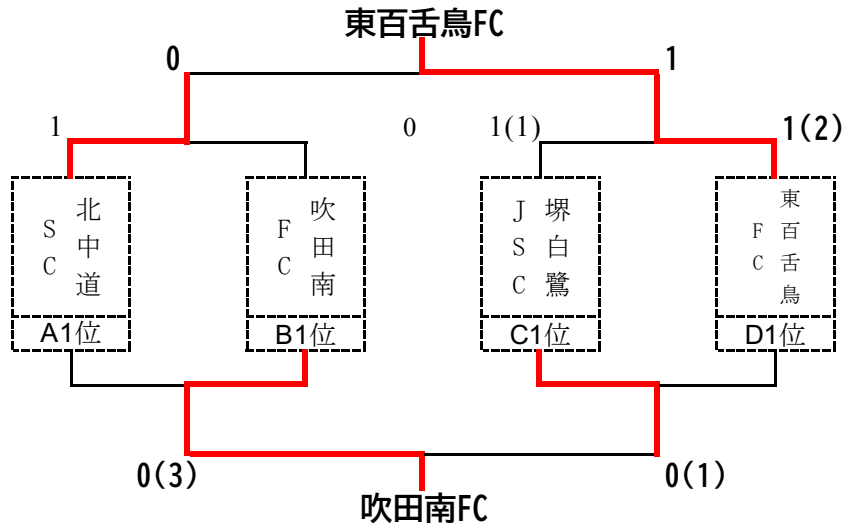 東百舌鳥FC
0
1
1
0
1(1)
1(2)
北中道
SC
吹田南
FC
堺白鷺
JSC
東百舌鳥
FC
A1位
B1位
C1位
D1位
0(3)
0(1)
吹田南FC